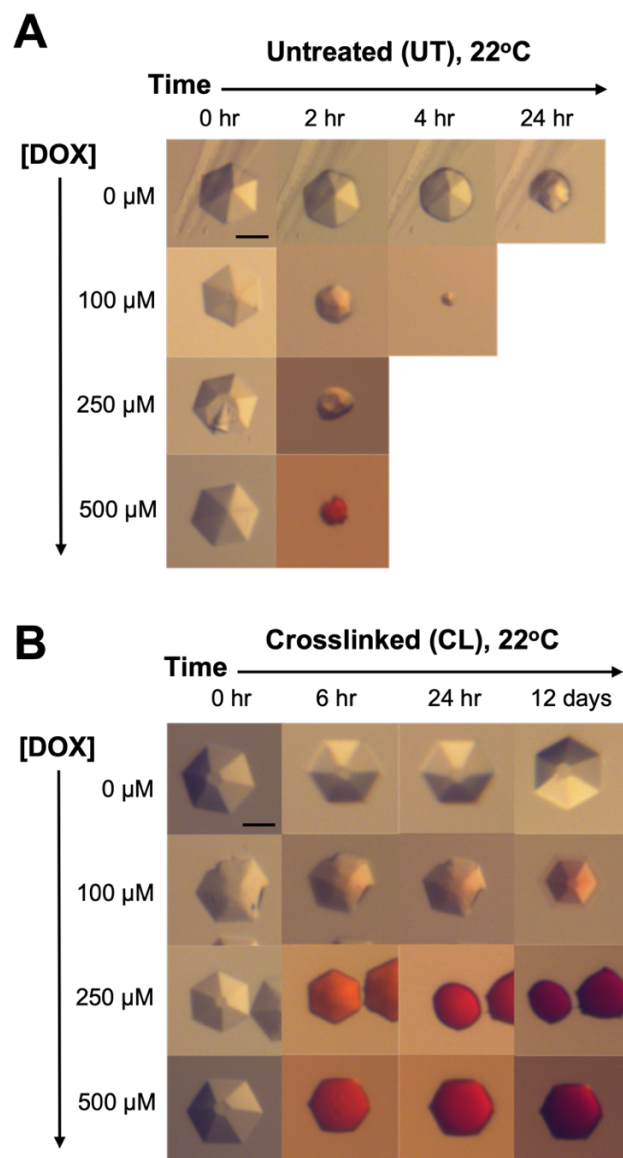 A
Untreated (UT), 22°C
Time
0 hr 2 hr 4 hr 24 hr
[DOX]
0 µM
100 µM
250 µM
500 µM
B
Crosslinked (CL), 22°C
Time
0 hr 6 hr 24 hr 12 days
[DOX]
0 µM
100 µM
250 µM
500 µM